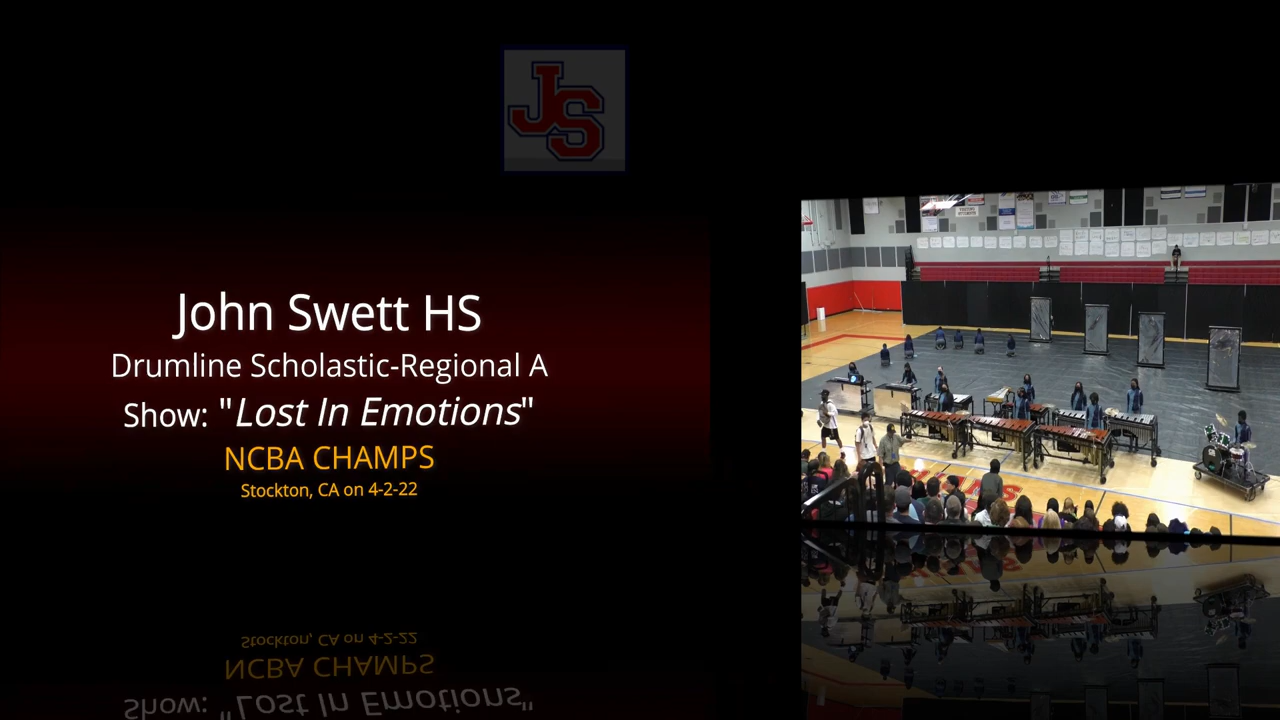 JS
John Swett HS
Drumline Scholastic-Regional A
Show: "Lost In Emotions"
NCBA CHAMPS
Stockton, CA on 4-2-22